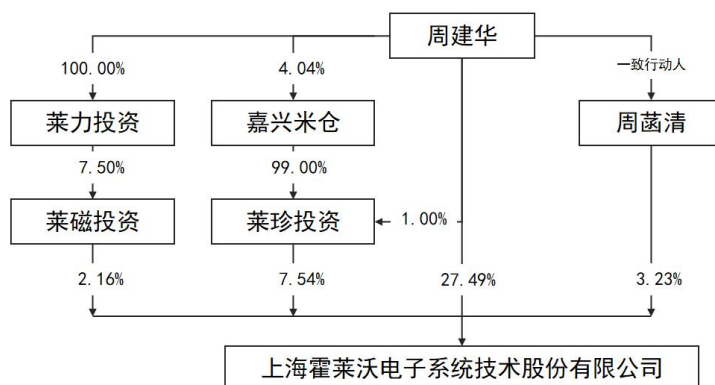 周建华
100.00%
4.04%
一致行动人
莱力投资
嘉兴米仓
周菡清
7.50%
99.00%
莱磁投资
莱珍投资
1.00%
2.16%
7.54%
27.49%
3.23%
上海霍莱沃电子系统技术股份有限公司